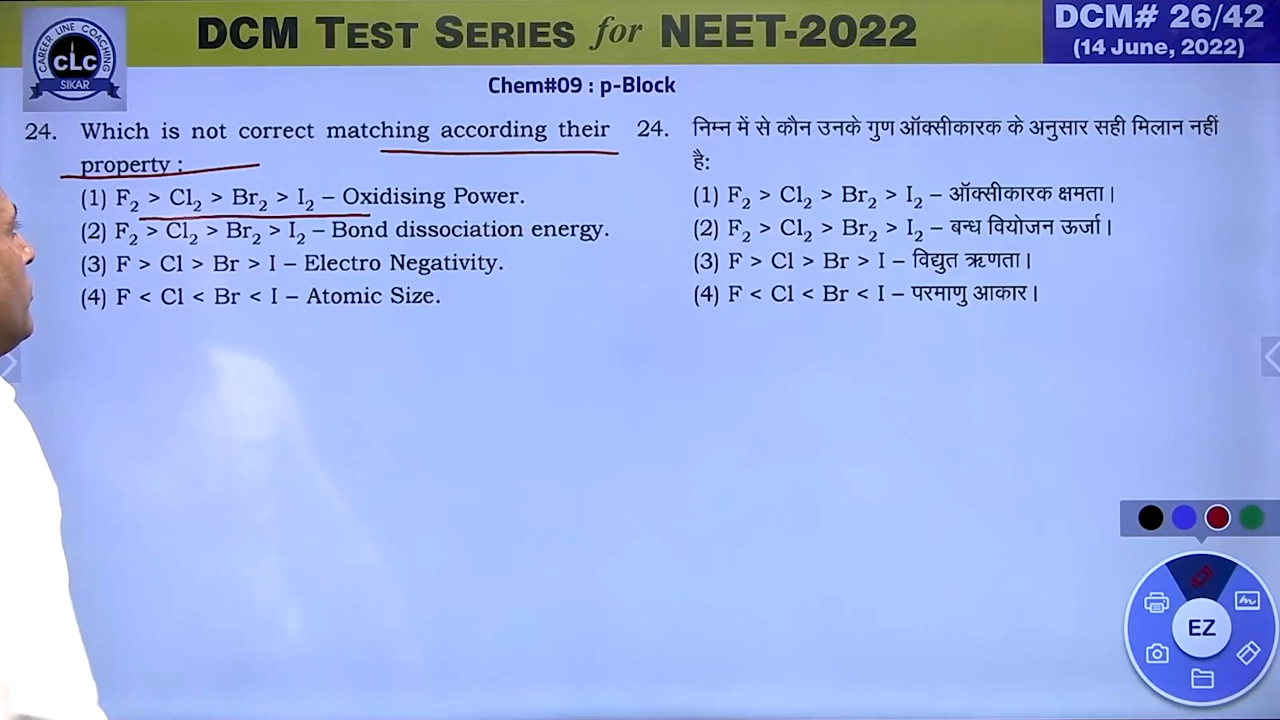 CAREER LINE COACHING
CLC
SIKAR
DCM TEST SERIES for NEET-2022
DCM# 26/42
(14 June, 2022)
Chem#09 : p-Block
24. Which is not correct matching according their
property :
(1) F₂ > Cl₂ > Br₂ > I₂ – Oxidising Power.
(2) F₂ > Cl₂ > Br₂ > I₂ – Bond dissociation energy.
(3) F > Cl > Br > I – Electro Negativity.
(4) F < Cl < Br < I – Atomic Size.
24. निम्न में से कौन उनके गुण ऑक्सीकारक के अनुसार सही मिलान नहीं
है:
(1) F₂ > Cl₂ > Br₂ > I₂ – ऑक्सीकारक क्षमता।
(2) F₂ > Cl₂ > Br₂ > I₂ – बन्ध वियोजन ऊर्जा।
(3) F > Cl > Br > I – विद्युत ऋणता।
(4) F < Cl < Br < I – परमाणु आकार।
EZ